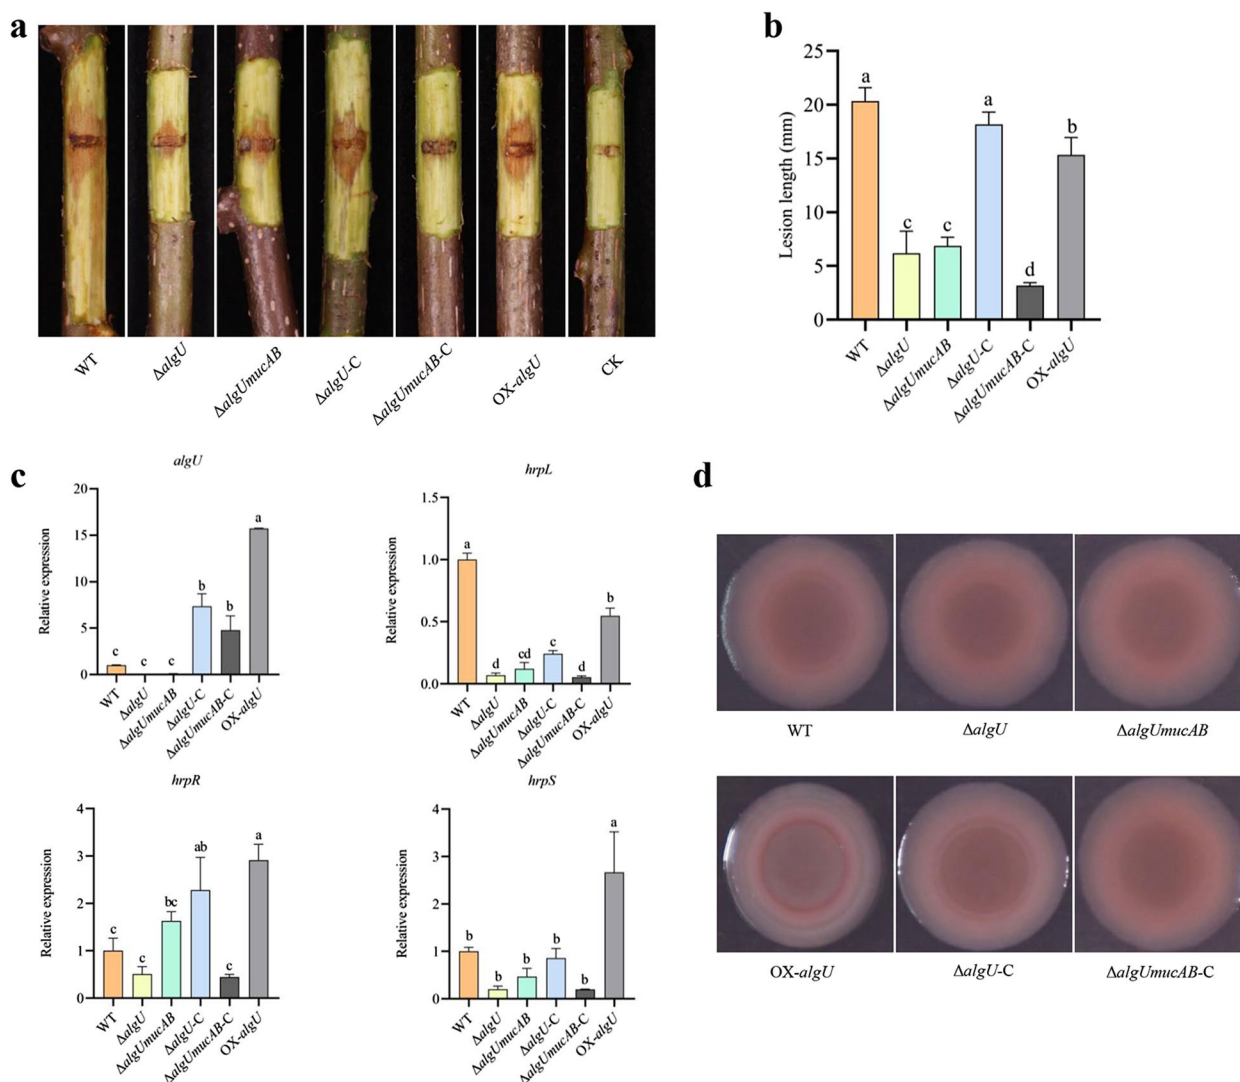 a
WT
ΔalgU
ΔalgUmucAB
ΔalgU-C
ΔalgUmucAB-C
OX-algU
CK
b
Lesion length (mm)
25
20
15
10
5
0
a
c
c
a
d
b
WT
ΔalgU
ΔalgUmucAB
ΔalgU-C
ΔalgUmucAB-C
OX-algU
c
algU
Relative expression
20
15
10
5
0
c
c
c
b
b
a
WT
ΔalgU
ΔalgUmucAB
ΔalgU-C
ΔalgUmucAB-C
OX-algU
hrpL
Relative expression
1.5
1.0
0.5
0.0
a
d
cd
c
d
b
WT
ΔalgU
ΔalgUmucAB
ΔalgU-C
ΔalgUmucAB-C
OX-algU
hrpR
Relative expression
4
3
2
1
0
c
c
bc
ab
c
a
WT
ΔalgU
ΔalgUmucAB
ΔalgU-C
ΔalgUmucAB-C
OX-algU
hrpS
Relative expression
4
3
2
1
0
b
b
b
b
b
a
WT
ΔalgU
ΔalgUmucAB
ΔalgU-C
ΔalgUmucAB-C
OX-algU
d
WT
ΔalgU
ΔalgUmucAB
OX-algU
ΔalgU-C
ΔalgUmucAB-C